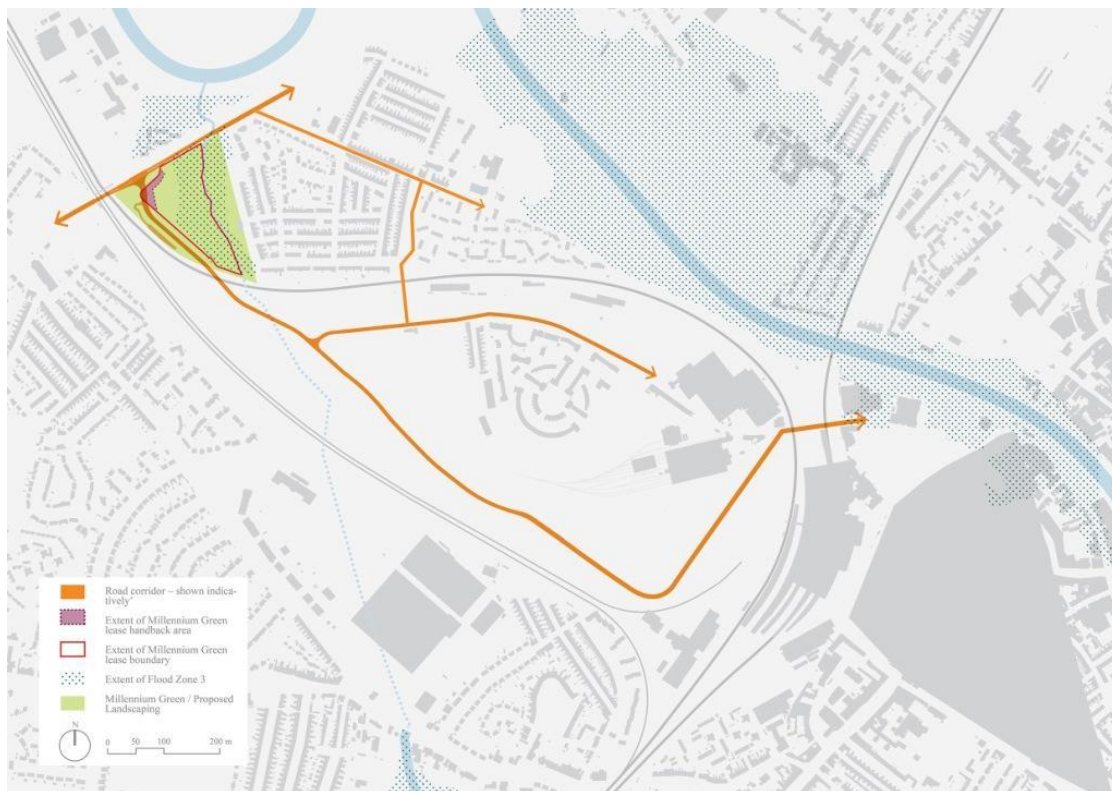 Road corridor – shown indica-
tively'
Extent of Millennium Green
lease handback area
Extent of Millennium Green
lease boundary
Extent of Flood Zone 3
Millennium Green / Proposed
Landscaping
N
0 50 100 200 m